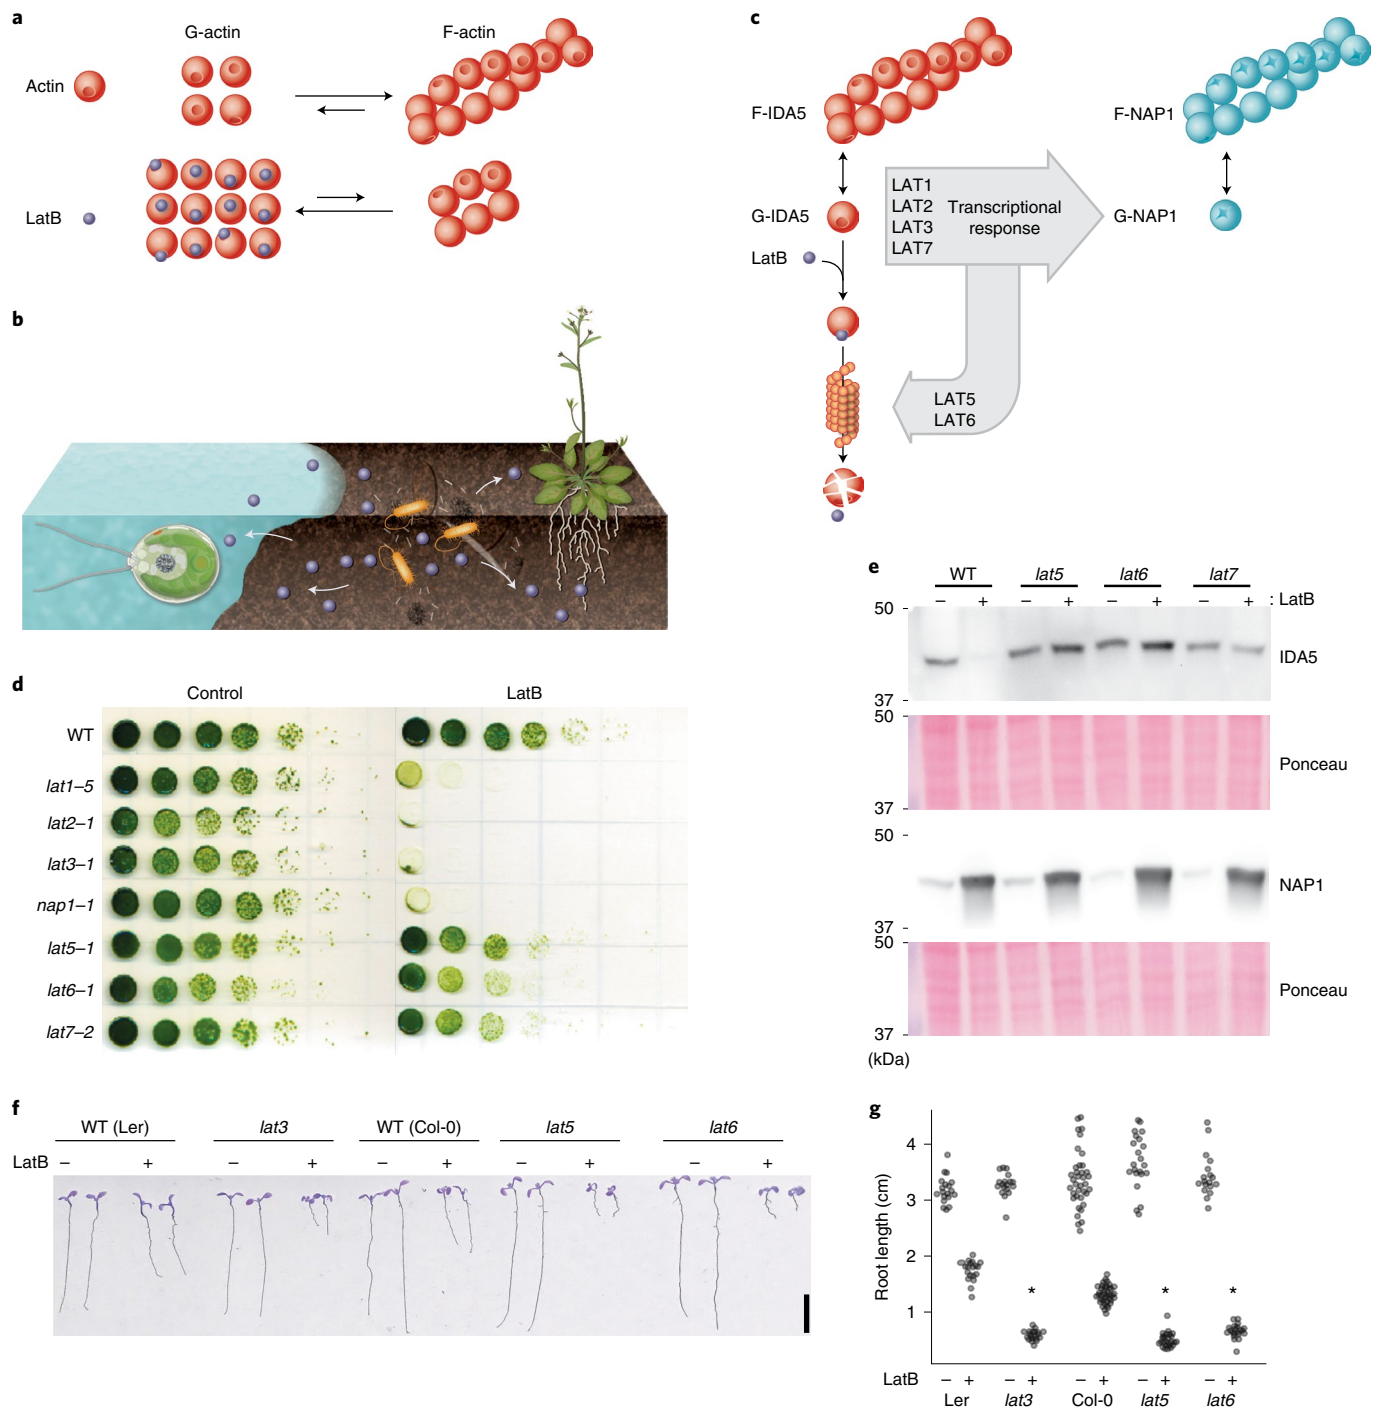 a
G-actin
F-actin
Actin
LatB
b
c
F-IDA5
F-NAP1
LAT1
LAT2
LAT3
LAT7
Transcriptional
response
G-IDA5
G-NAP1
LatB
LAT5
LAT6
d
Control
LatB
WT
lat1–5
lat2–1
lat3–1
nap1–1
lat5–1
lat6–1
lat7–2
e
WT
lat5
lat6
lat7
– + – + – + – + : LatB
50
IDA5
37
50
Ponceau
37
50
NAP1
37
50
Ponceau
37
(kDa)
f
WT (Ler)
lat3
WT (Col-0)
lat5
lat6
LatB – + – + – + – + – +
g
Root length (cm)
4
3
2
1
* * *
LatB – + – + – + – + – +
Ler lat3 Col-0 lat5 lat6